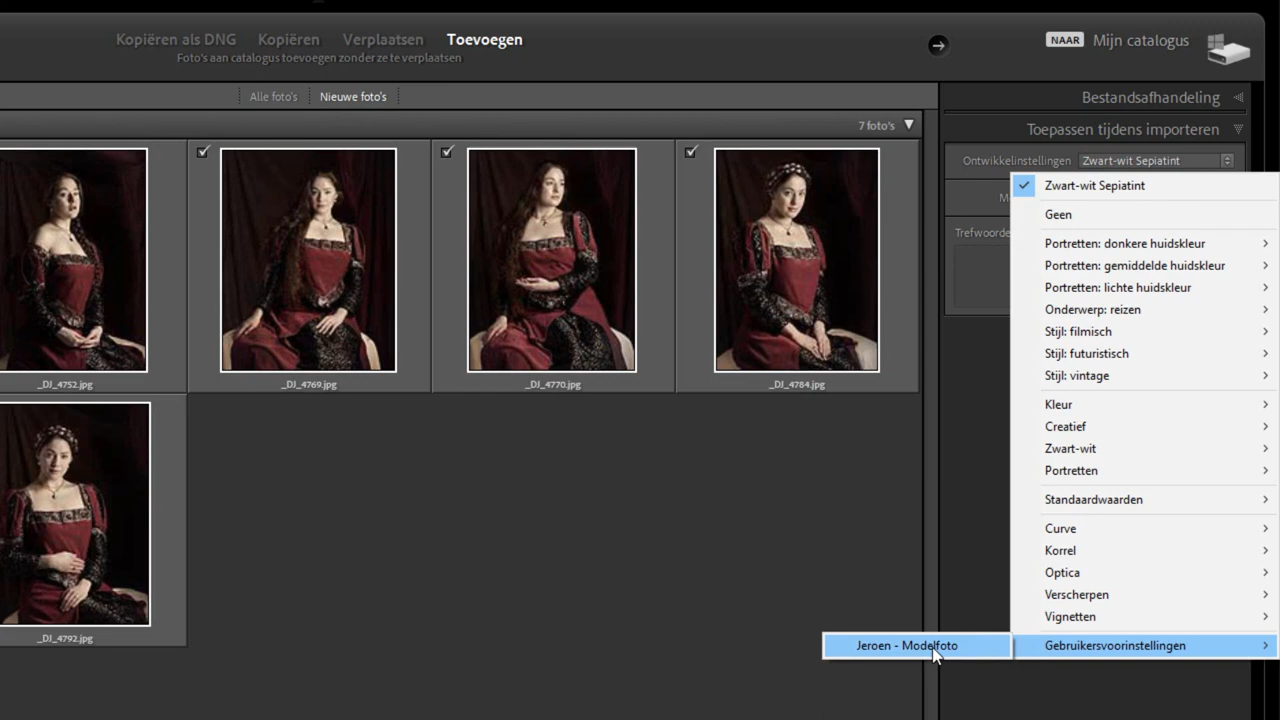 Kopiëren als DNG Kopiëren Verplaatsen Toevoegen
Foto's aan catalogus toevoegen zonder ze te verplaatsen
NAAR Mijn catalogus
Alle foto's Nieuwe foto's
Bestandsafhandeling
7 foto's
Toepassen tijdens importeren
Ontwikkelinstellingen Zwart-wit Sepiatint
M
Trefwoorde
Zwart-wit Sepiatint
Geen
Portretten: donkere huidskleur
Portretten: gemiddelde huidskleur
Portretten: lichte huidskleur
Onderwerp: reizen
Stijl: filmisch
Stijl: futuristisch
Stijl: vintage
Kleur
Creatief
Zwart-wit
Portretten
Standaardwaarden
Curve
Korrel
Optica
Verscherpen
Vignetten
Gebruikersvoorinstellingen
Jeroen - Modelfoto
_DJ_4752.jpg
_DJ_4769.jpg
_DJ_4770.jpg
_DJ_4784.jpg
_DJ_4792.jpg